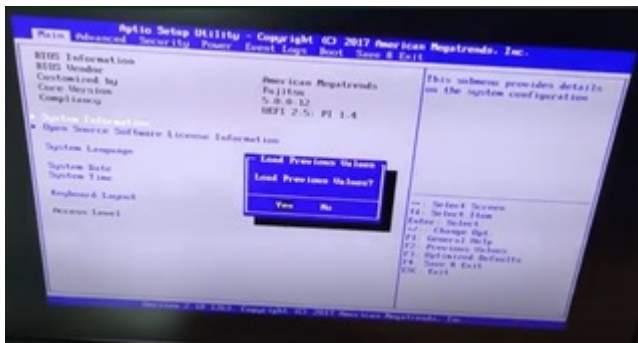 Aptio Setup Utility - Copyright (C) 2017 American Megatrends, Inc.
Main Advanced Security Power Event Logs Boot Save & Exit
BIOS Information
BIOS Vendor American Megatrends
Customized by Fujitsu
Core Version 5.0.0.12
Compliancy UEFI 2.5; PI 1.4
System Information
Open Source Software License Information
System Language
System Date
System Time
Keyboard Layout
Access Level
This submenu provides details
on the system configuration
Load Previous Values
Load Previous Values?
Yes No
: Select Screen
: Select Item
Enter: Select
+/-: Change Opt.
F1: General Help
F2: Previous Values
F3: Optimized Defaults
F4: Save & Exit
ESC: Exit
Version Copyright (C) 2017 American Megatrends, Inc.